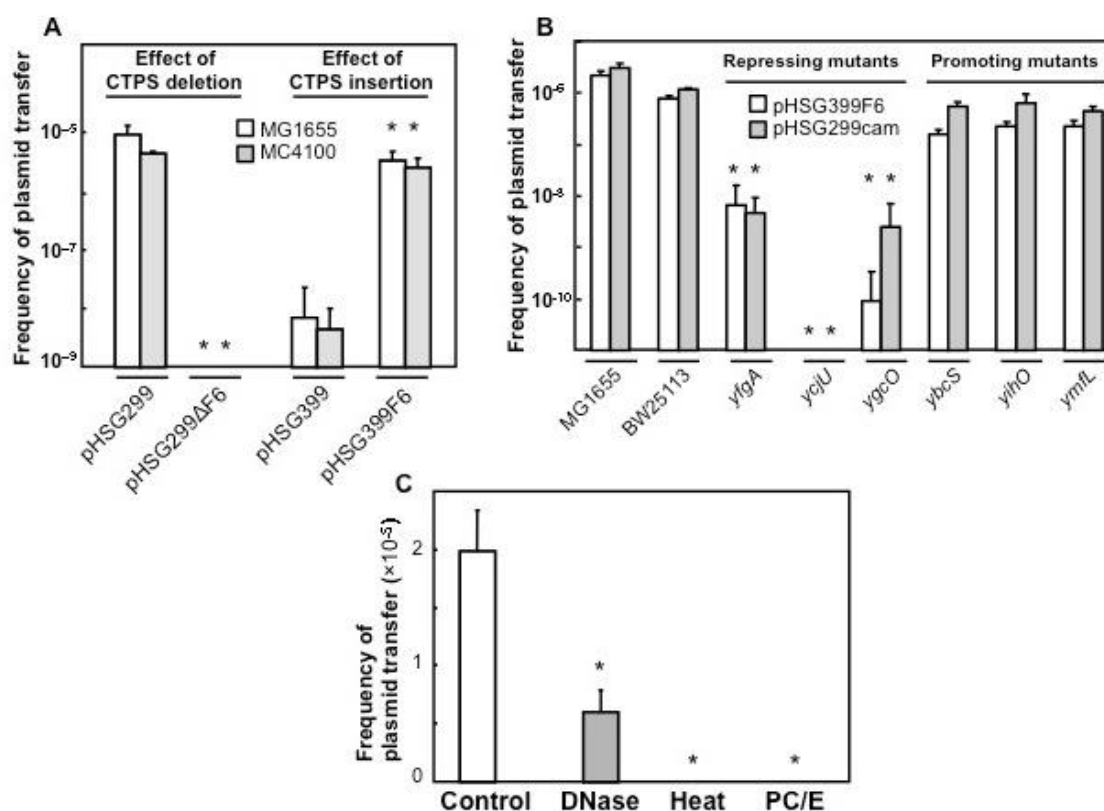 A
Effect of
CTPS deletion
Effect of
CTPS insertion
MG1655
MC4100
Frequency of plasmid transfer
10⁻⁵
10⁻⁷
10⁻⁹
* *
* *
pHSG299
pHSG299ΔF6
pHSG399
pHSG399F6
B
Repressing mutants
Promoting mutants
pHSG399F6
pHSG299cam
Frequency of plasmid transfer
10⁻⁶
10⁻⁸
10⁻¹⁰
* *
* *
* *
MG1655
BW25113
yfgA
ycjU
ygcO
ybcS
yihO
ymfL
C
Frequency of
plasmid transfer (×10⁻⁵)
2
1
0
*
*
*
Control
DNase
Heat
PC/E